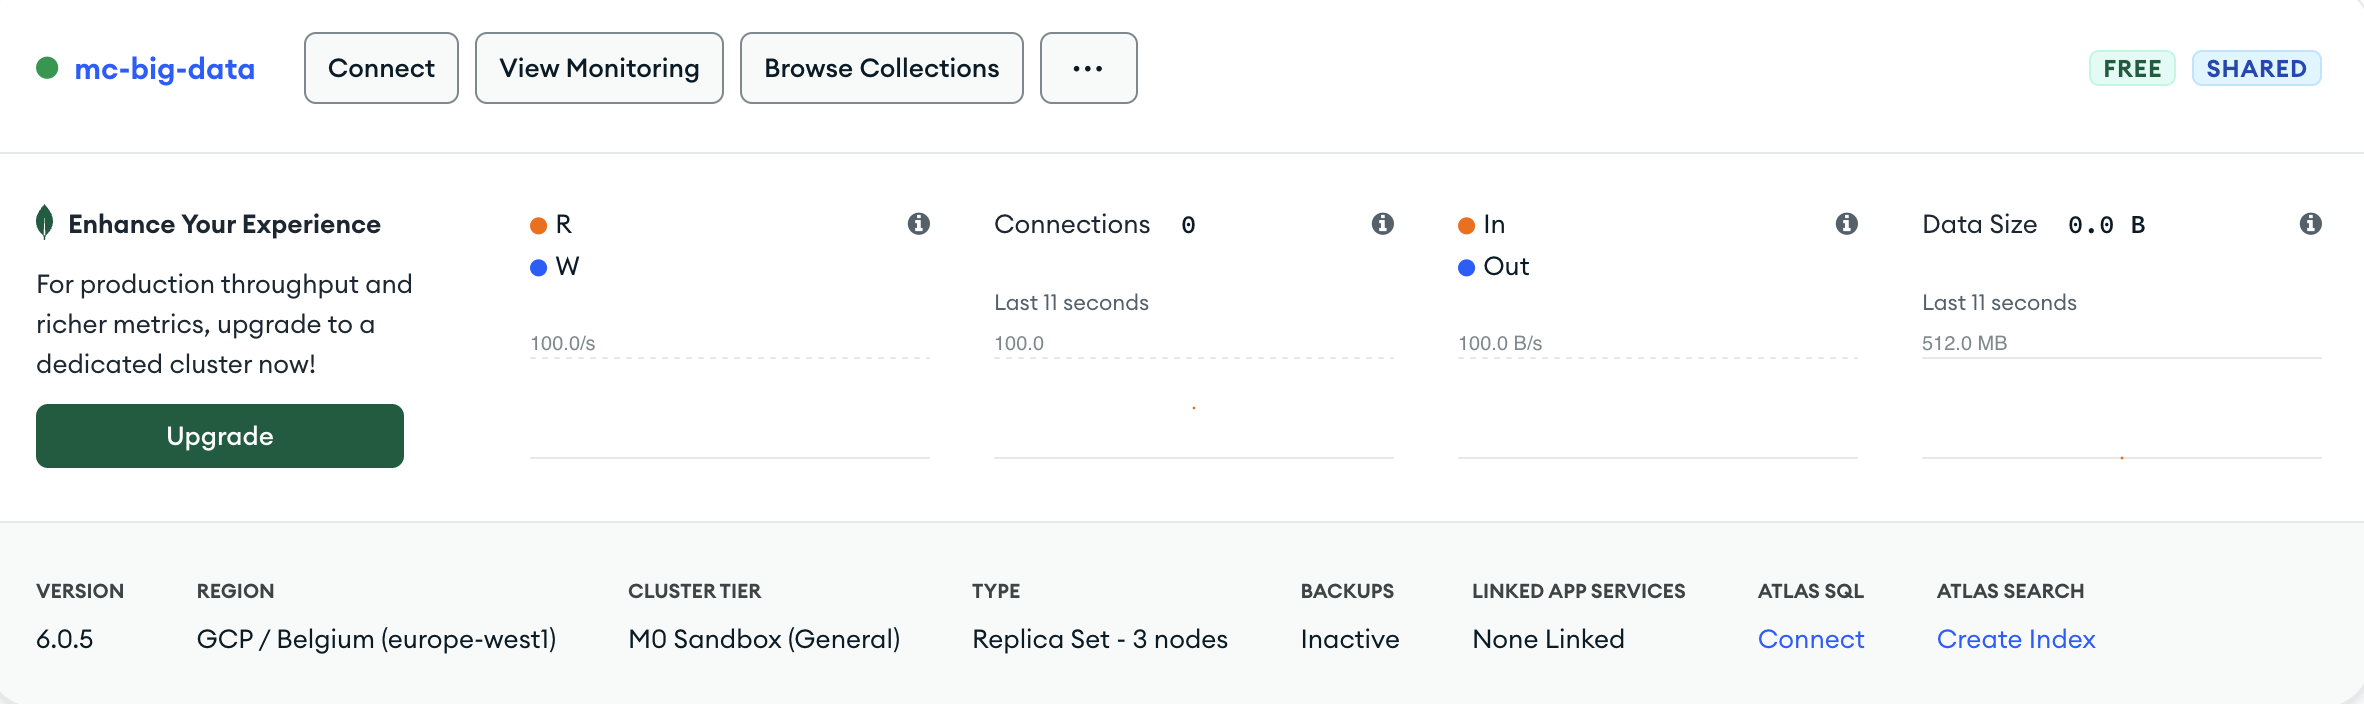 mc-big-data Connect View Monitoring Browse Collections ... FREE SHARED
Enhance Your Experience
For production throughput and
richer metrics, upgrade to a
dedicated cluster now!
Upgrade
R
W
100.0/s
Connections 0
Last 11 seconds
100.0
In
Out
100.0 B/s
Data Size 0.0 B
Last 11 seconds
512.0 MB
VERSION
6.0.5
REGION
GCP / Belgium (europe-west1)
CLUSTER TIER
M0 Sandbox (General)
TYPE
Replica Set - 3 nodes
BACKUPS
Inactive
LINKED APP SERVICES
None Linked
ATLAS SQL
Connect
ATLAS SEARCH
Create Index